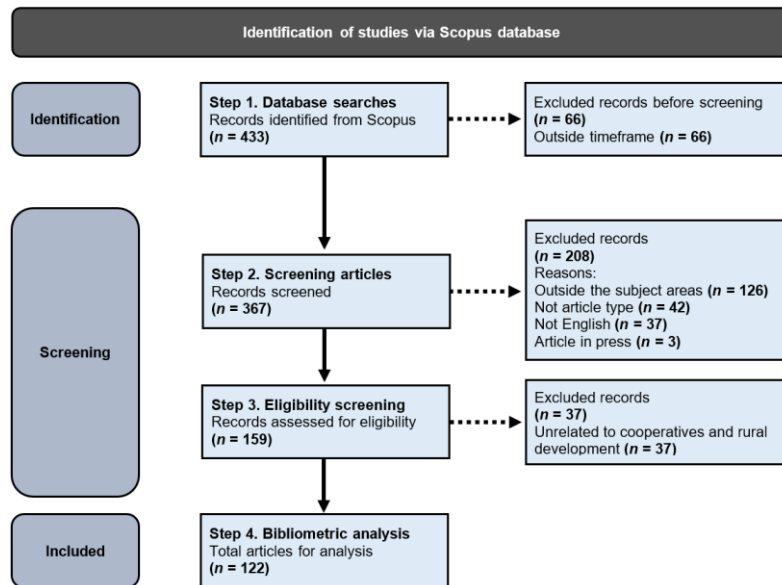 Identification of studies via Scopus database
Identification
Step 1. Database searches
Records identified from Scopus
(n = 433)
Excluded records before screening
(n = 66)
Outside timeframe (n = 66)
Screening
Step 2. Screening articles
Records screened
(n = 367)
Excluded records
(n = 208)
Reasons:
Outside the subject areas (n = 126)
Not article type (n = 42)
Not English (n = 37)
Article in press (n = 3)
Step 3. Eligibility screening
Records assessed for eligibility
(n = 159)
Excluded records
(n = 37)
Unrelated to cooperatives and rural
development (n = 37)
Included
Step 4. Bibliometric analysis
Total articles for analysis
(n = 122)